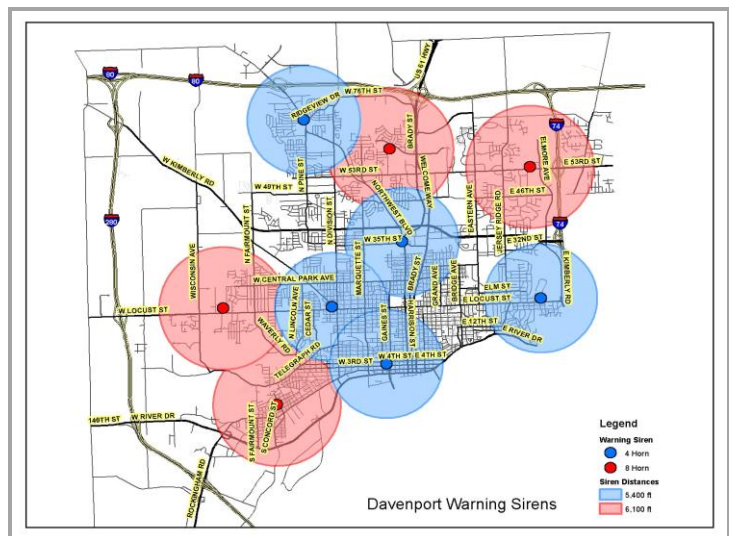 US 61 HWY
80
80
W 76TH ST
RIDGEVIEW DR
BRADY ST
74
ELMORE AVE
W KIMBERLY RD
N PINE ST
W 53RD ST
WELCOME WAY
E 53RD ST
W 49TH ST
E 46TH ST
NORTHWEST BLVD
EASTERN AVE
JERSEY RIDGE RD
280
N FAIRMOUNT ST
N DIVISION ST
74
W 35TH ST
E 32ND ST
WISCONSIN AVE
MARQUETTE ST
BRADY ST
E KIMBERLY RD
W CENTRAL PARK AVE
GRAND AVE
BRIDGE AVE
ELM ST
W LOCUST ST
N LINCOLN AVE
CEDAR ST
GAINES ST
HARRISON ST
E LOCUST ST
WAVERLY RD
E 12TH ST
E RIVER DR
TELEGRAPH RD
W 3RD ST
W 4TH ST
E 4TH ST
W RIVER DR
S FAIRMOUNT ST
S CONCORD ST
ROCKINGHAM RD
Legend
Warning Siren
4 Horn
8 Horn
Siren Distances
5,400 ft
6,100 ft
Davenport Warning Sirens